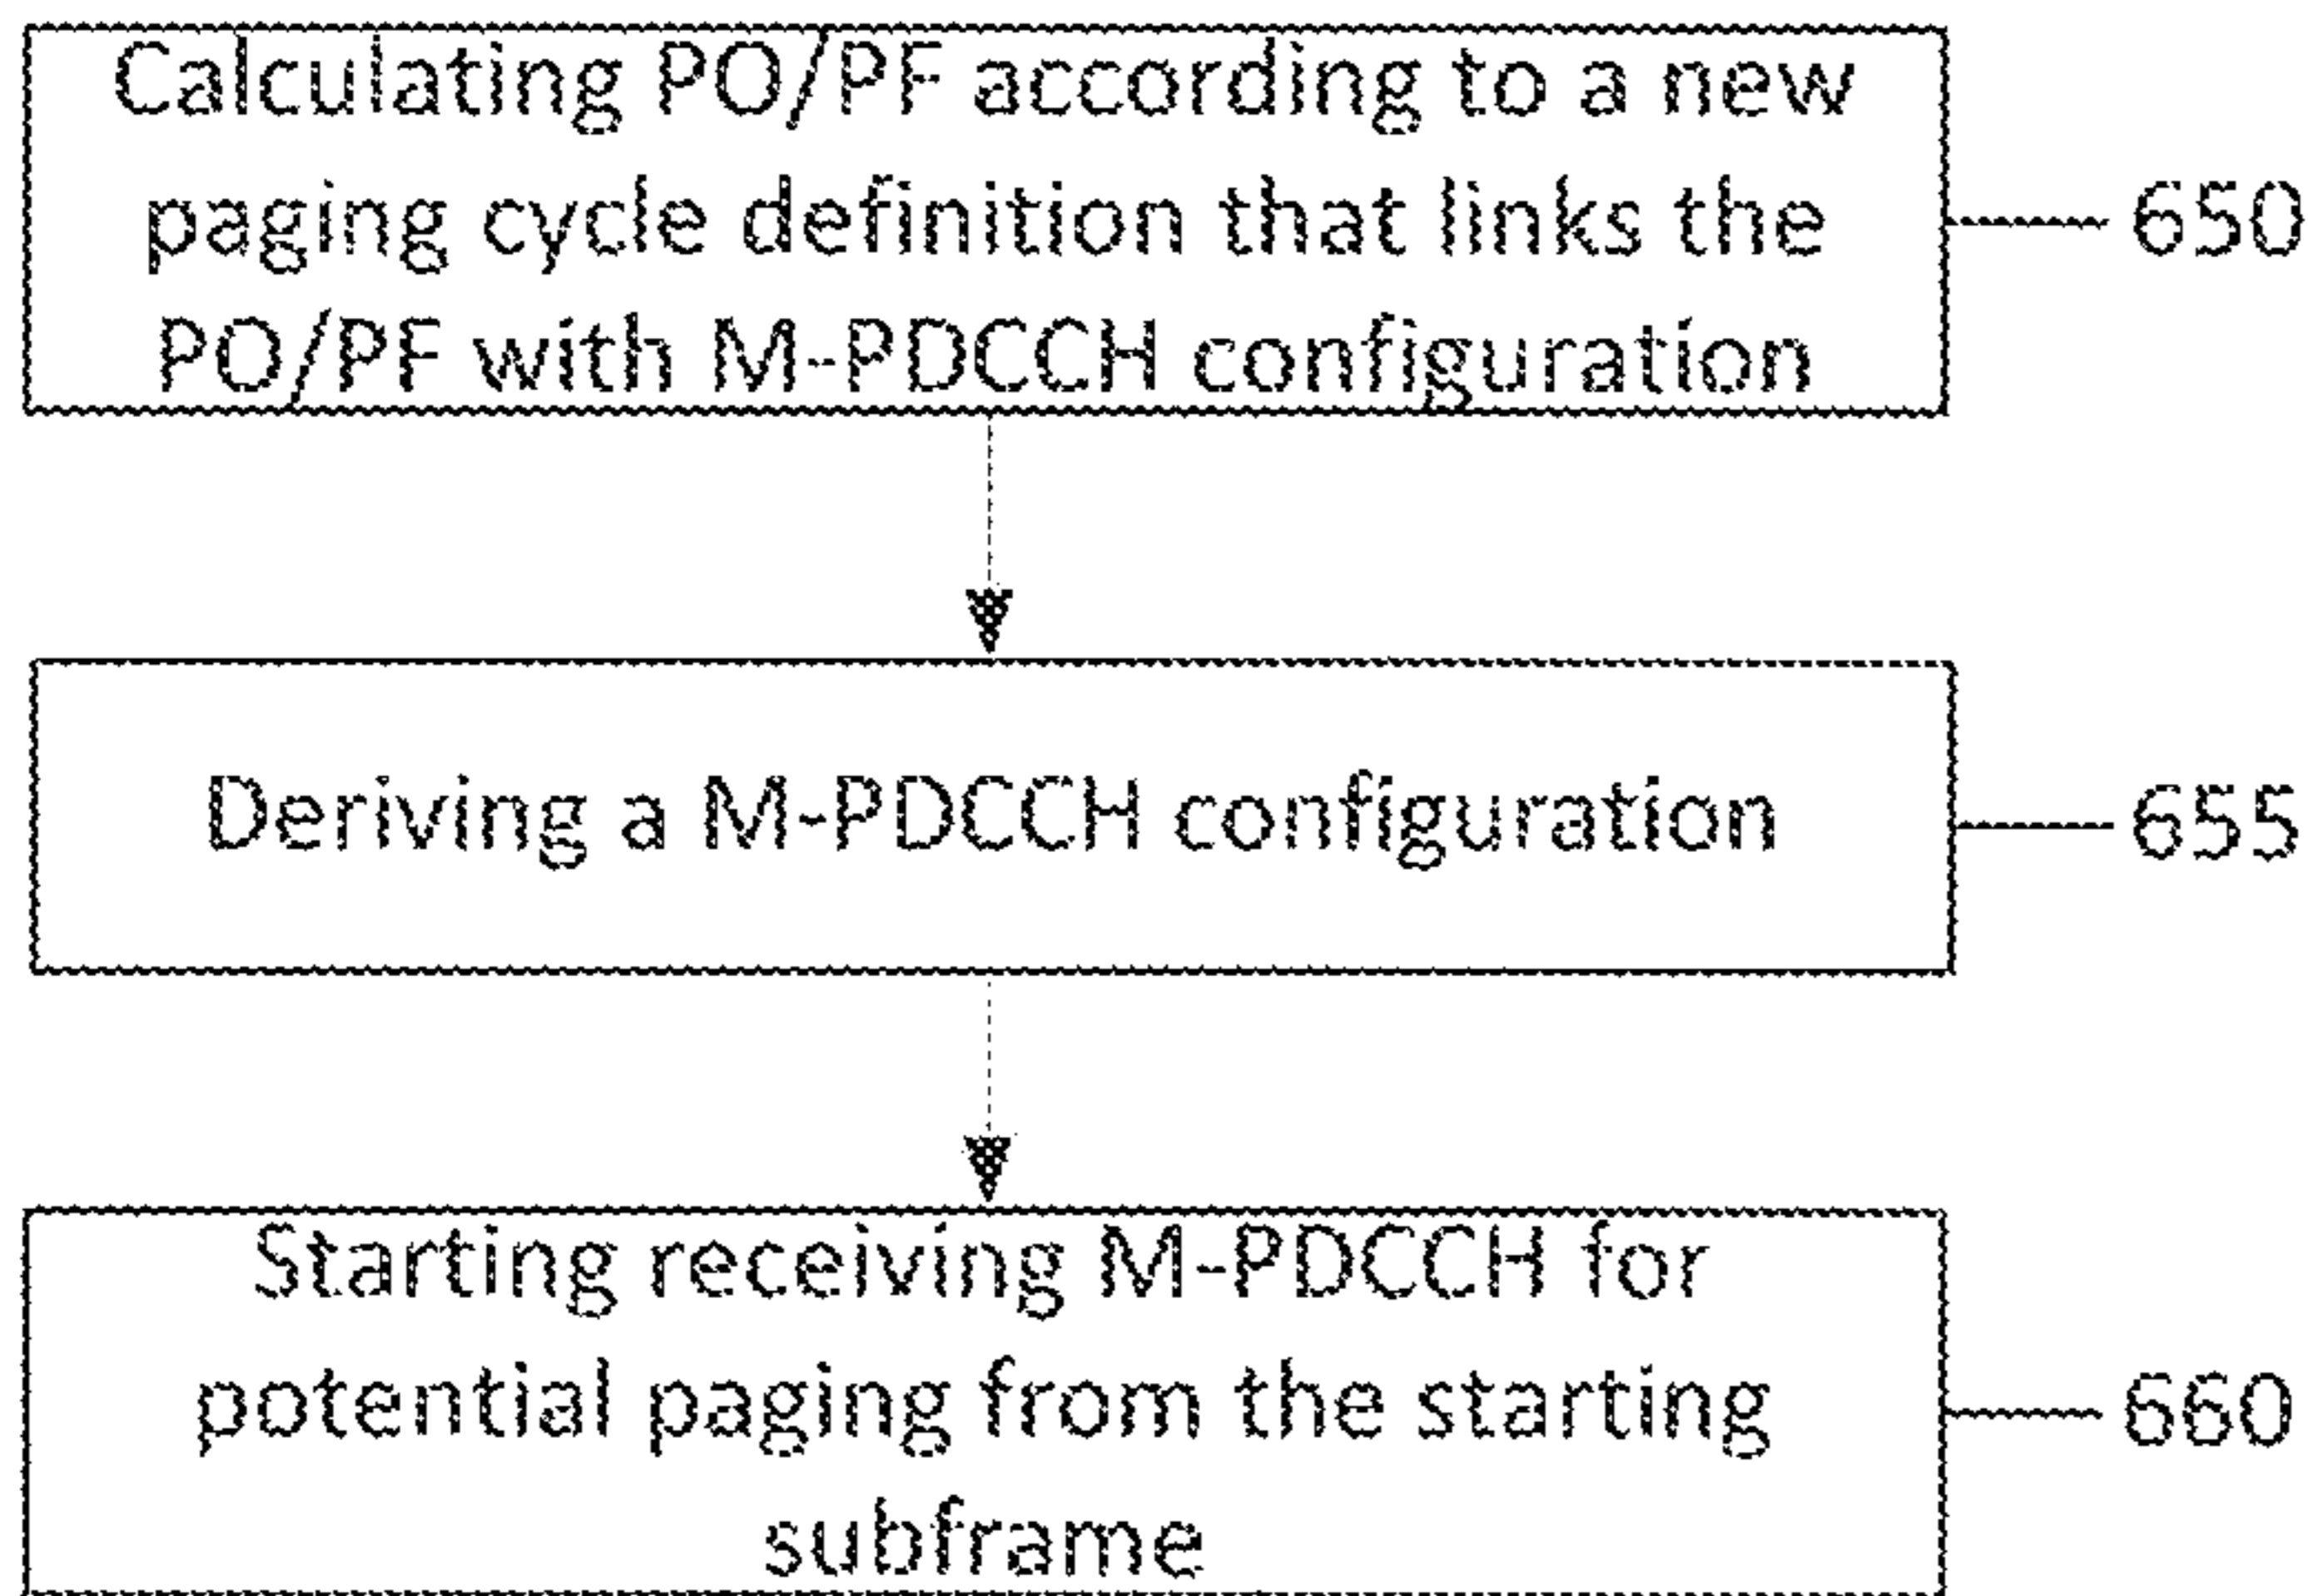 Calculating PO/PF according to a new
paging cycle definition that links the
PO/PF with M-PDCCH configuration
650
Deriving a M-PDCCH configuration
655
Starting receiving M-PDCCH for
potential paging from the starting
subframe
660